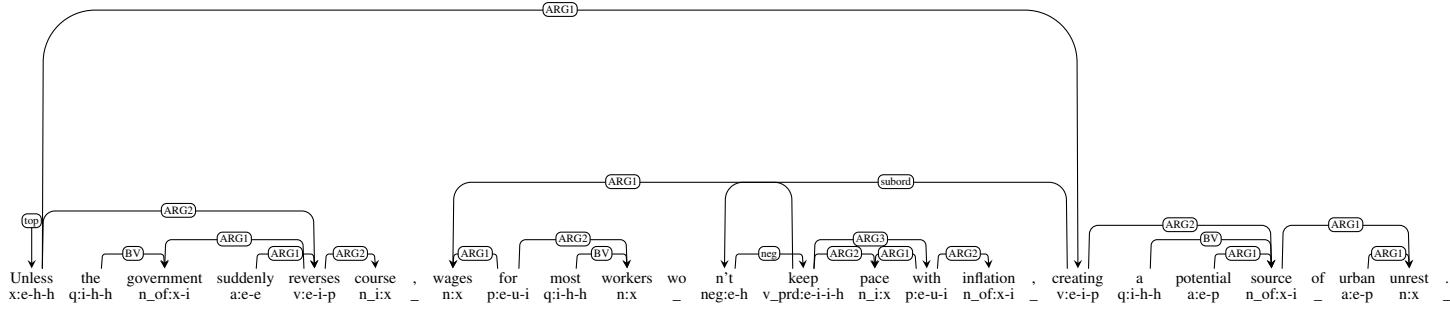 ARG1
ARG1 subord
top ARG2
ARG2
BV ARG1 ARG1 ARG2 ARG1 ARG2 BV neg ARG3 ARG2 ARG1 ARG2 BV ARG1 ARG1 ARG1
Unless the government suddenly reverses course , wages for most workers wo n't keep pace with inflation , creating a potential source of urban unrest .
x:e-h-h q:i-h-h n_of:x-i a:e-e v:e-i-p n_i:x _ n:x p:e-u-i q:i-h-h n:x _ neg:e-h v_prd:e-i-i-h n_i:x p:e-u-i n_of:x-i _ v:e-i-p q:i-h-h a:e-p n_of:x-i _ a:e-p n:x _